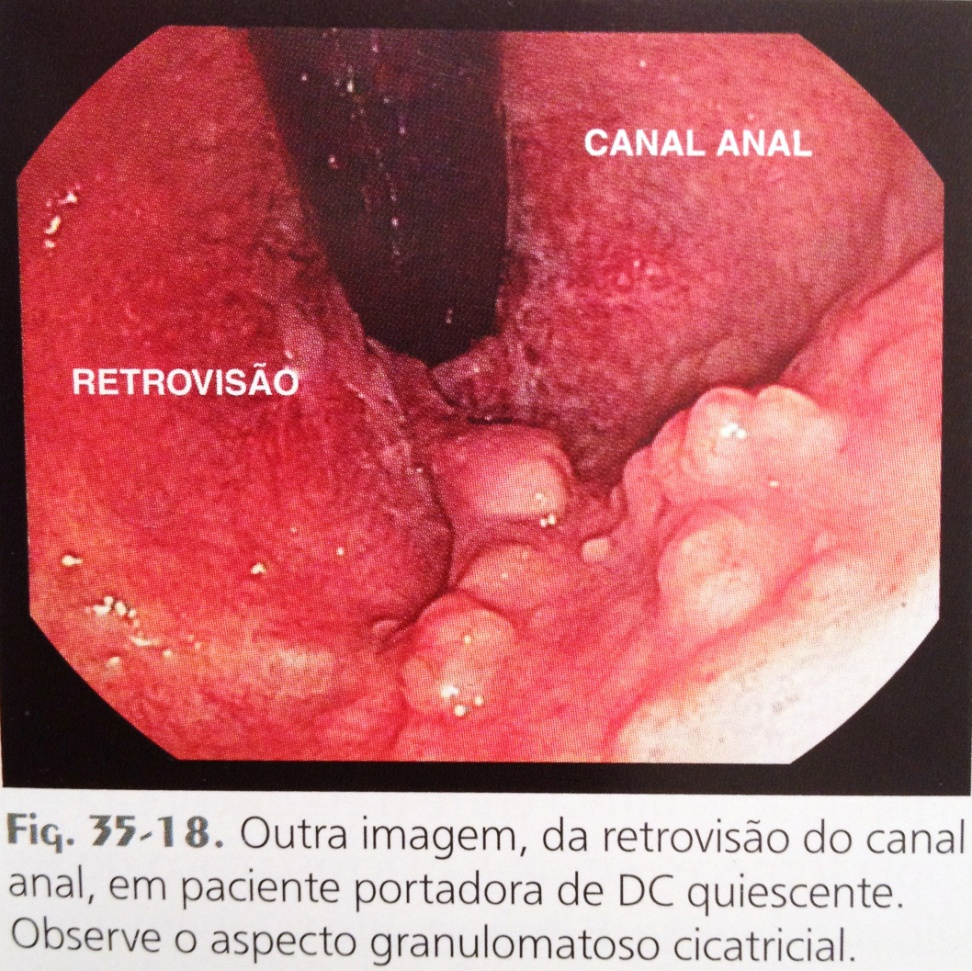 CANAL ANAL
RETROVISÃO
Fig. 35-18. Outra imagem, da retrovisão do canal
anal, em paciente portadora de DC quiescente.
Observe o aspecto granulomatoso cicatricial.